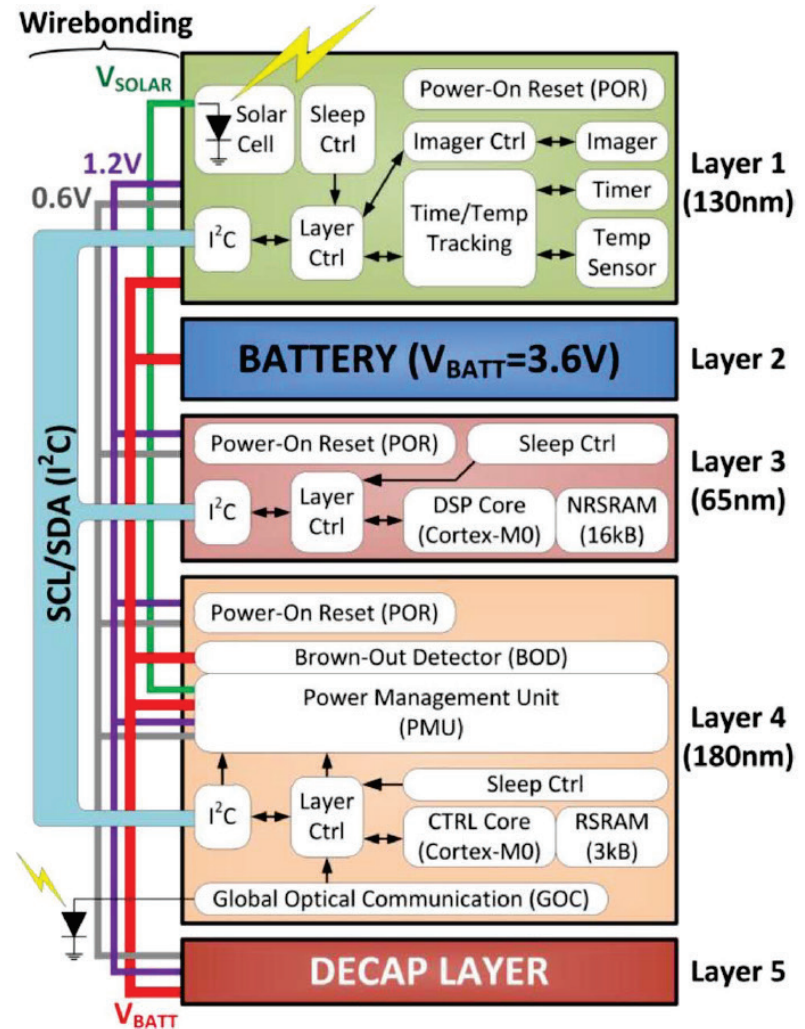 Wirebonding
V_SOLAR
1.2V
0.6V
SCL/SDA (I²C)
Solar
Cell
Sleep
Ctrl
Power-On Reset (POR)
Imager Ctrl
Imager
Time/Temp
Tracking
Timer
Temp
Sensor
I²C
Layer
Ctrl
Layer 1
(130nm)
BATTERY (V_BATT=3.6V)
Layer 2
Power-On Reset (POR)
Sleep Ctrl
I²C
Layer
Ctrl
DSP Core
(Cortex-M0)
NRSRAM
(16kB)
Layer 3
(65nm)
Power-On Reset (POR)
Brown-Out Detector (BOD)
Power Management Unit
(PMU)
Sleep Ctrl
I²C
Layer
Ctrl
CTRL Core
(Cortex-M0)
RSRAM
(3kB)
Global Optical Communication (GOC)
Layer 4
(180nm)
DECAP LAYER
Layer 5
V_BATT